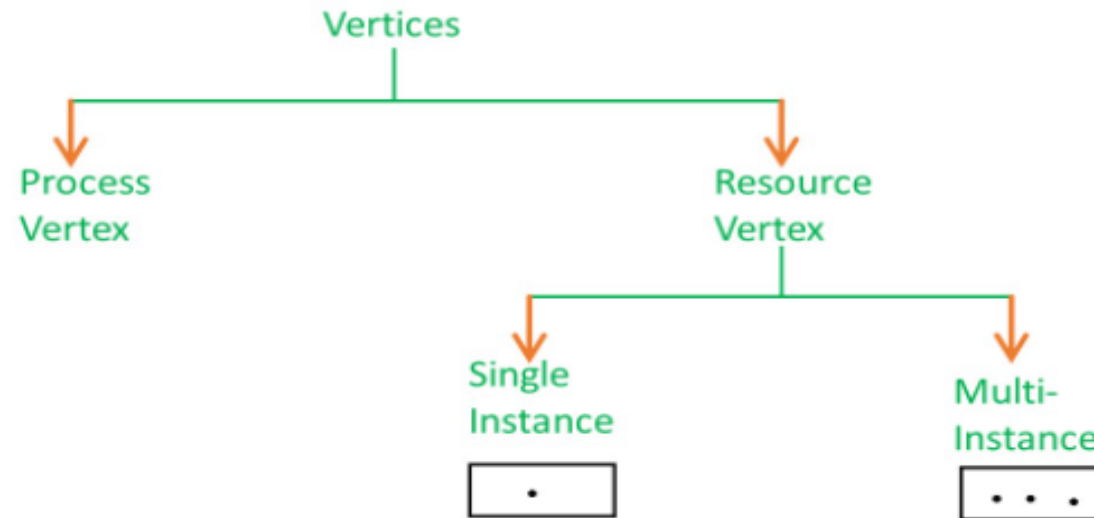 Vertices
Process
Vertex
Resource
Vertex
Single
Instance
Multi-
Instance